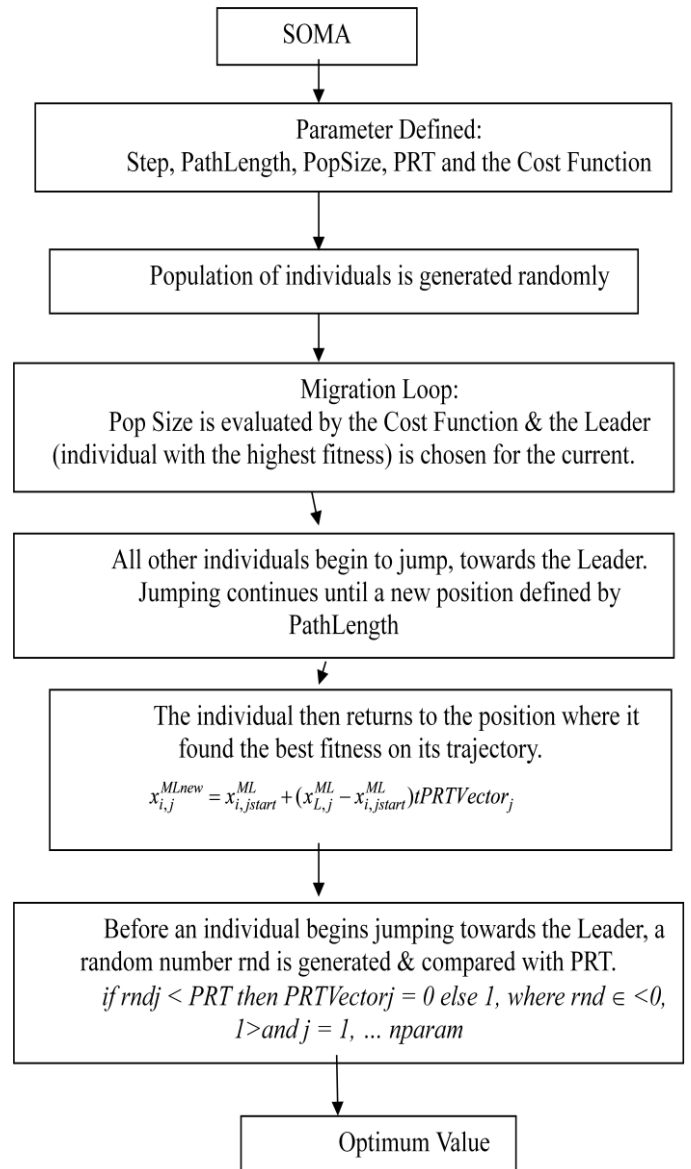 SOMA
Parameter Defined:
Step, PathLength, PopSize, PRT and the Cost Function
Population of individuals is generated randomly
Migration Loop:
Pop Size is evaluated by the Cost Function & the Leader
(individual with the highest fitness) is chosen for the current.
All other individuals begin to jump, towards the Leader.
Jumping continues until a new position defined by
PathLength
The individual then returns to the position where it
found the best fitness on its trajectory.
x_{i,j}^{MLnew} = x_{i,jstart}^{ML} + (x_{L,j}^{ML} − x_{i,jstart}^{ML})tPRTVector_j
Before an individual begins jumping towards the Leader, a
random number rnd is generated & compared with PRT.
if rndj < PRT then PRTVectorj = 0 else 1, where rnd ∈ <0,
1>and j = 1, ... nparam
Optimum Value